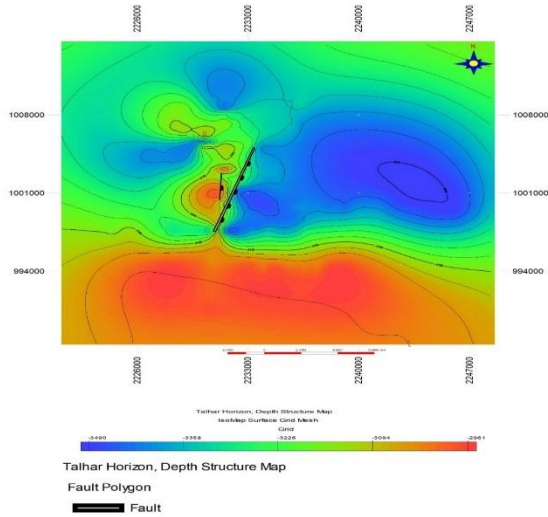 2226000 2233000 2240000 2247000
N
1008000 1008000
1001000 1001000
994000 994000
2226000 2233000 2240000 2247000
Talhar Horizon, Depth Structure Map
IsoMap Surface Grid Mesh
Grid
-3490 -3358 -3226 -3094 -2961
Talhar Horizon, Depth Structure Map
Fault Polygon
Fault